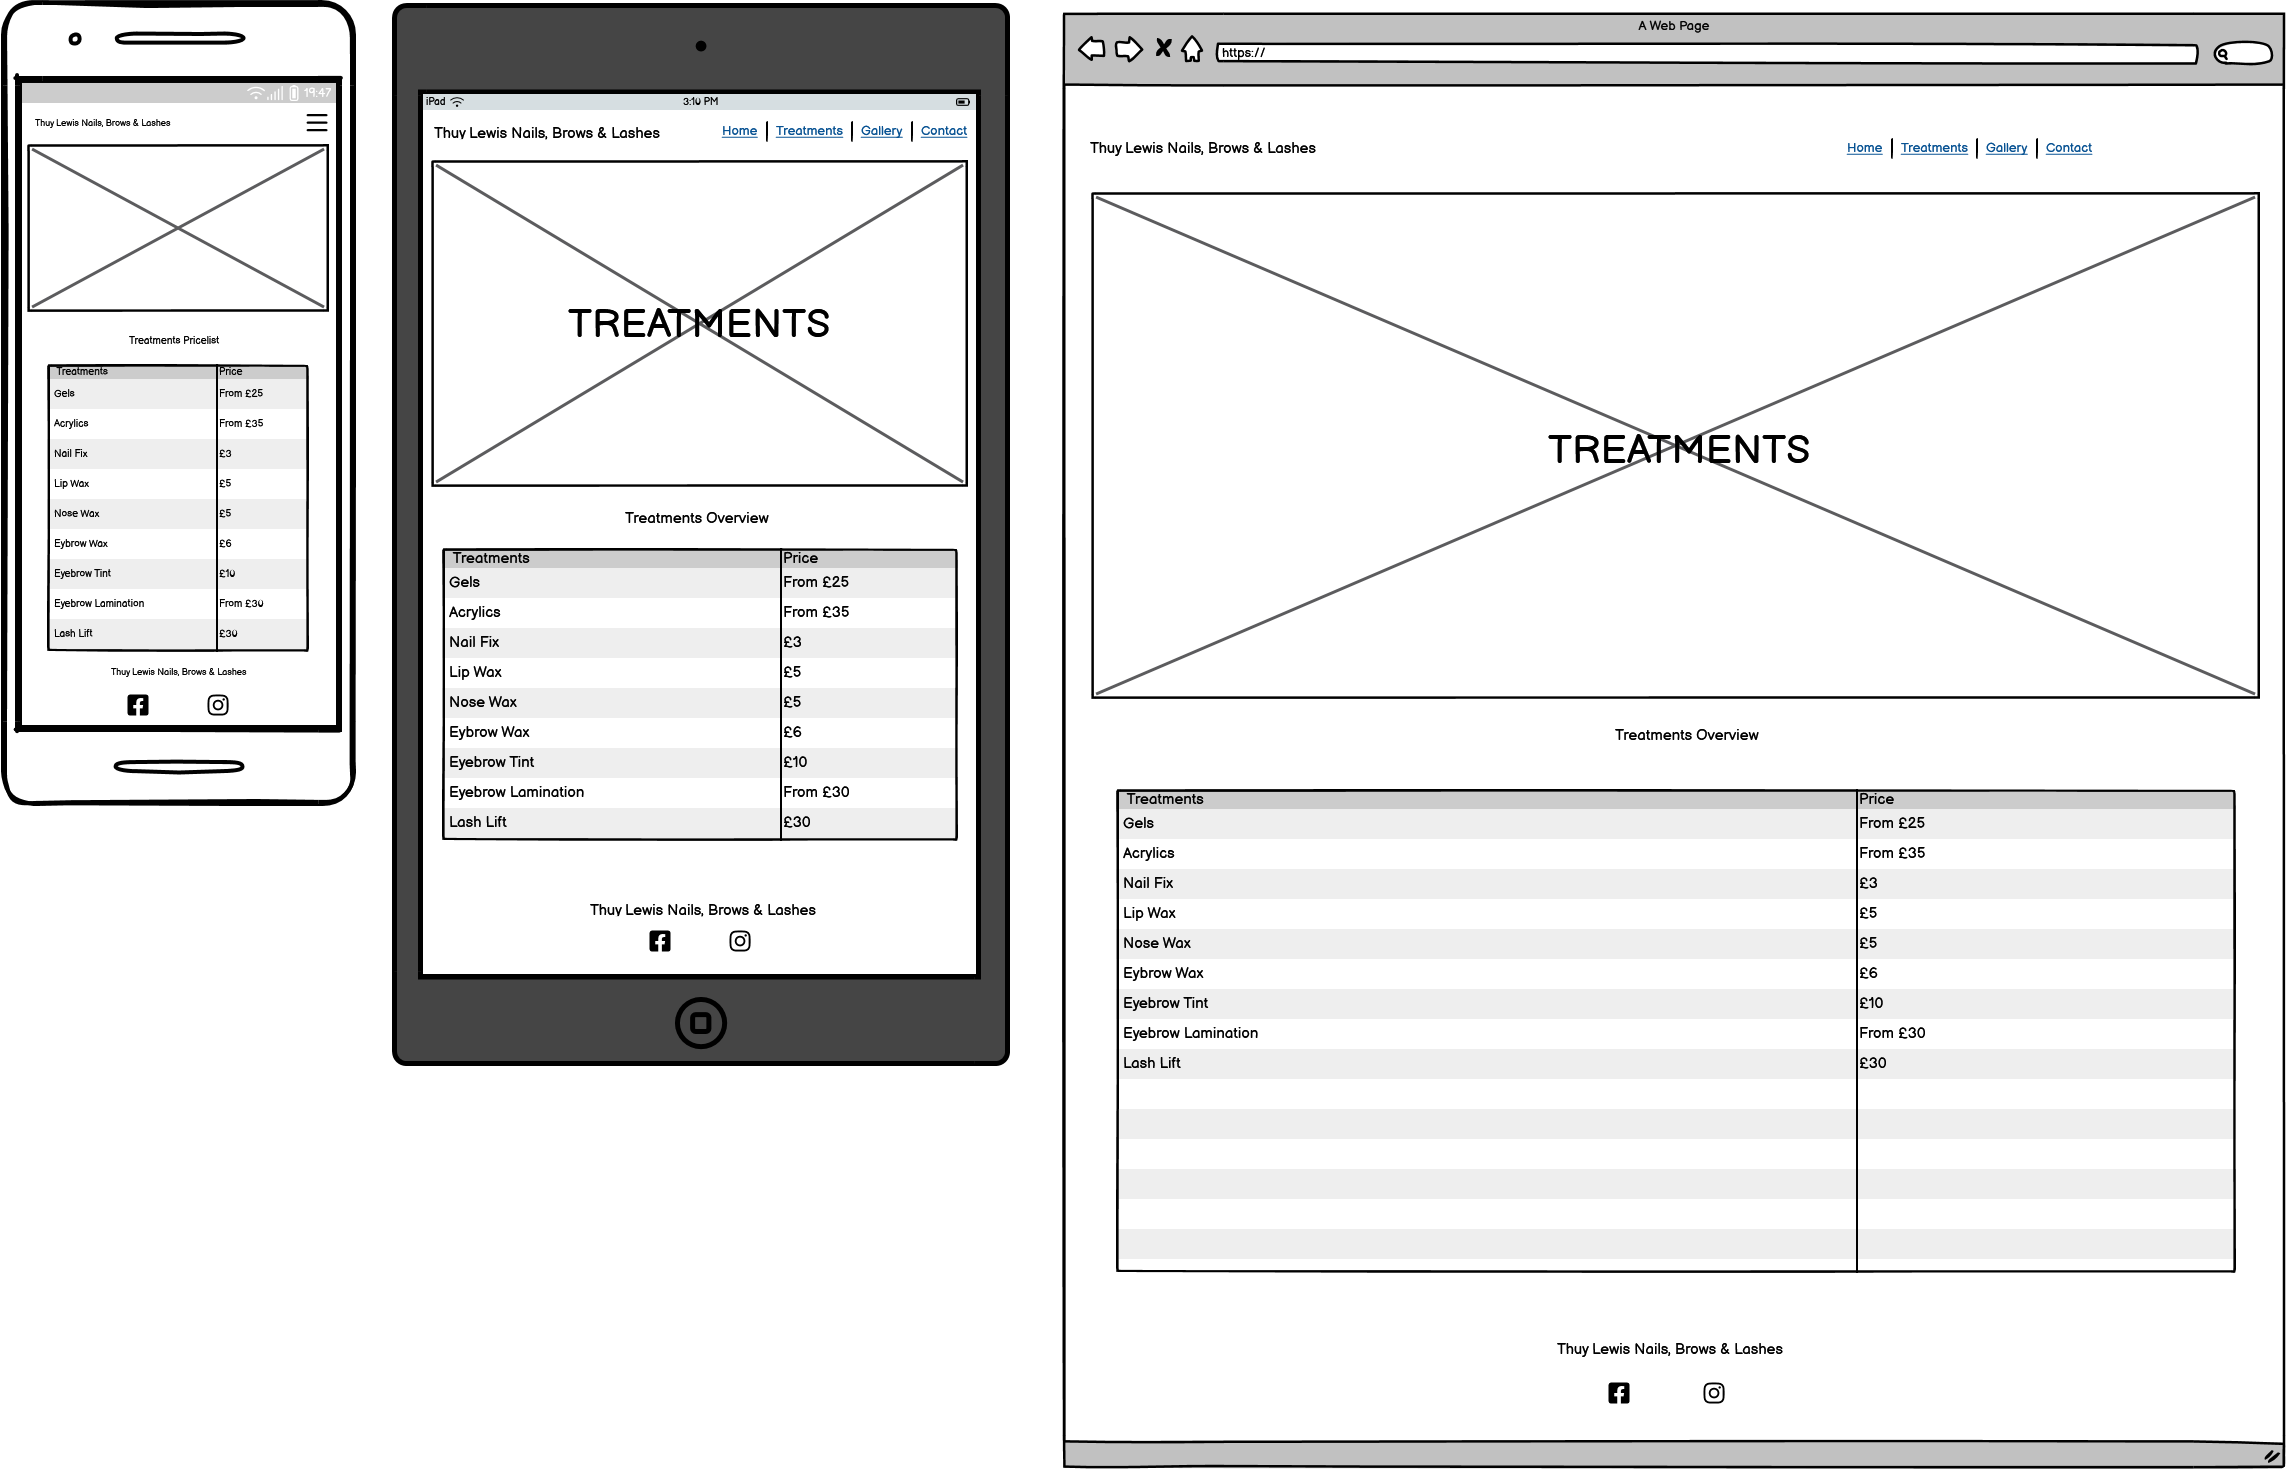 19:47
Thuy Lewis Nails, Brows & Lashes
Treatments Pricelist
Treatments Price
Gels From £25
Acrylics From £35
Nail Fix £3
Lip Wax £5
Nose Wax £5
Eybrow Wax £6
Eyebrow Tint £10
Eyebrow Lamination From £30
Lash Lift £30
Thuy Lewis Nails, Brows & Lashes
iPad 3:10 PM
Thuy Lewis Nails, Brows & Lashes Home Treatments Gallery Contact
TREATMENTS
Treatments Overview
Treatments Price
Gels From £25
Acrylics From £35
Nail Fix £3
Lip Wax £5
Nose Wax £5
Eybrow Wax £6
Eyebrow Tint £10
Eyebrow Lamination From £30
Lash Lift £30
Thuy Lewis Nails, Brows & Lashes
A Web Page
https://
Thuy Lewis Nails, Brows & Lashes Home Treatments Gallery Contact
TREATMENTS
Treatments Overview
Treatments Price
Gels From £25
Acrylics From £35
Nail Fix £3
Lip Wax £5
Nose Wax £5
Eybrow Wax £6
Eyebrow Tint £10
Eyebrow Lamination From £30
Lash Lift £30
Thuy Lewis Nails, Brows & Lashes